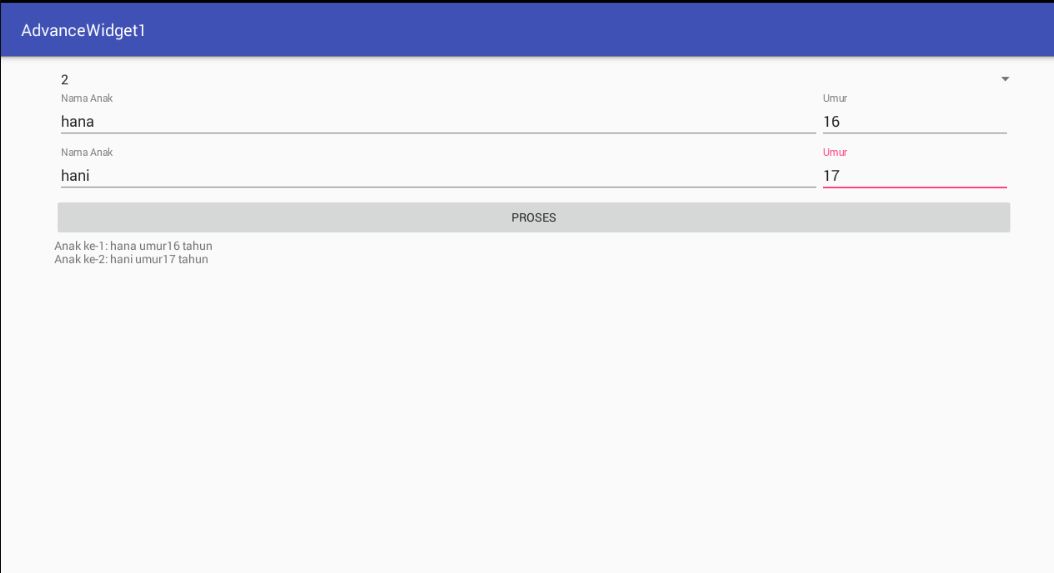 AdvanceWidget1
2
Nama Anak Umur
hana 16
Nama Anak Umur
hani 17
PROSES
Anak ke-1: hana umur16 tahun
Anak ke-2: hani umur17 tahun